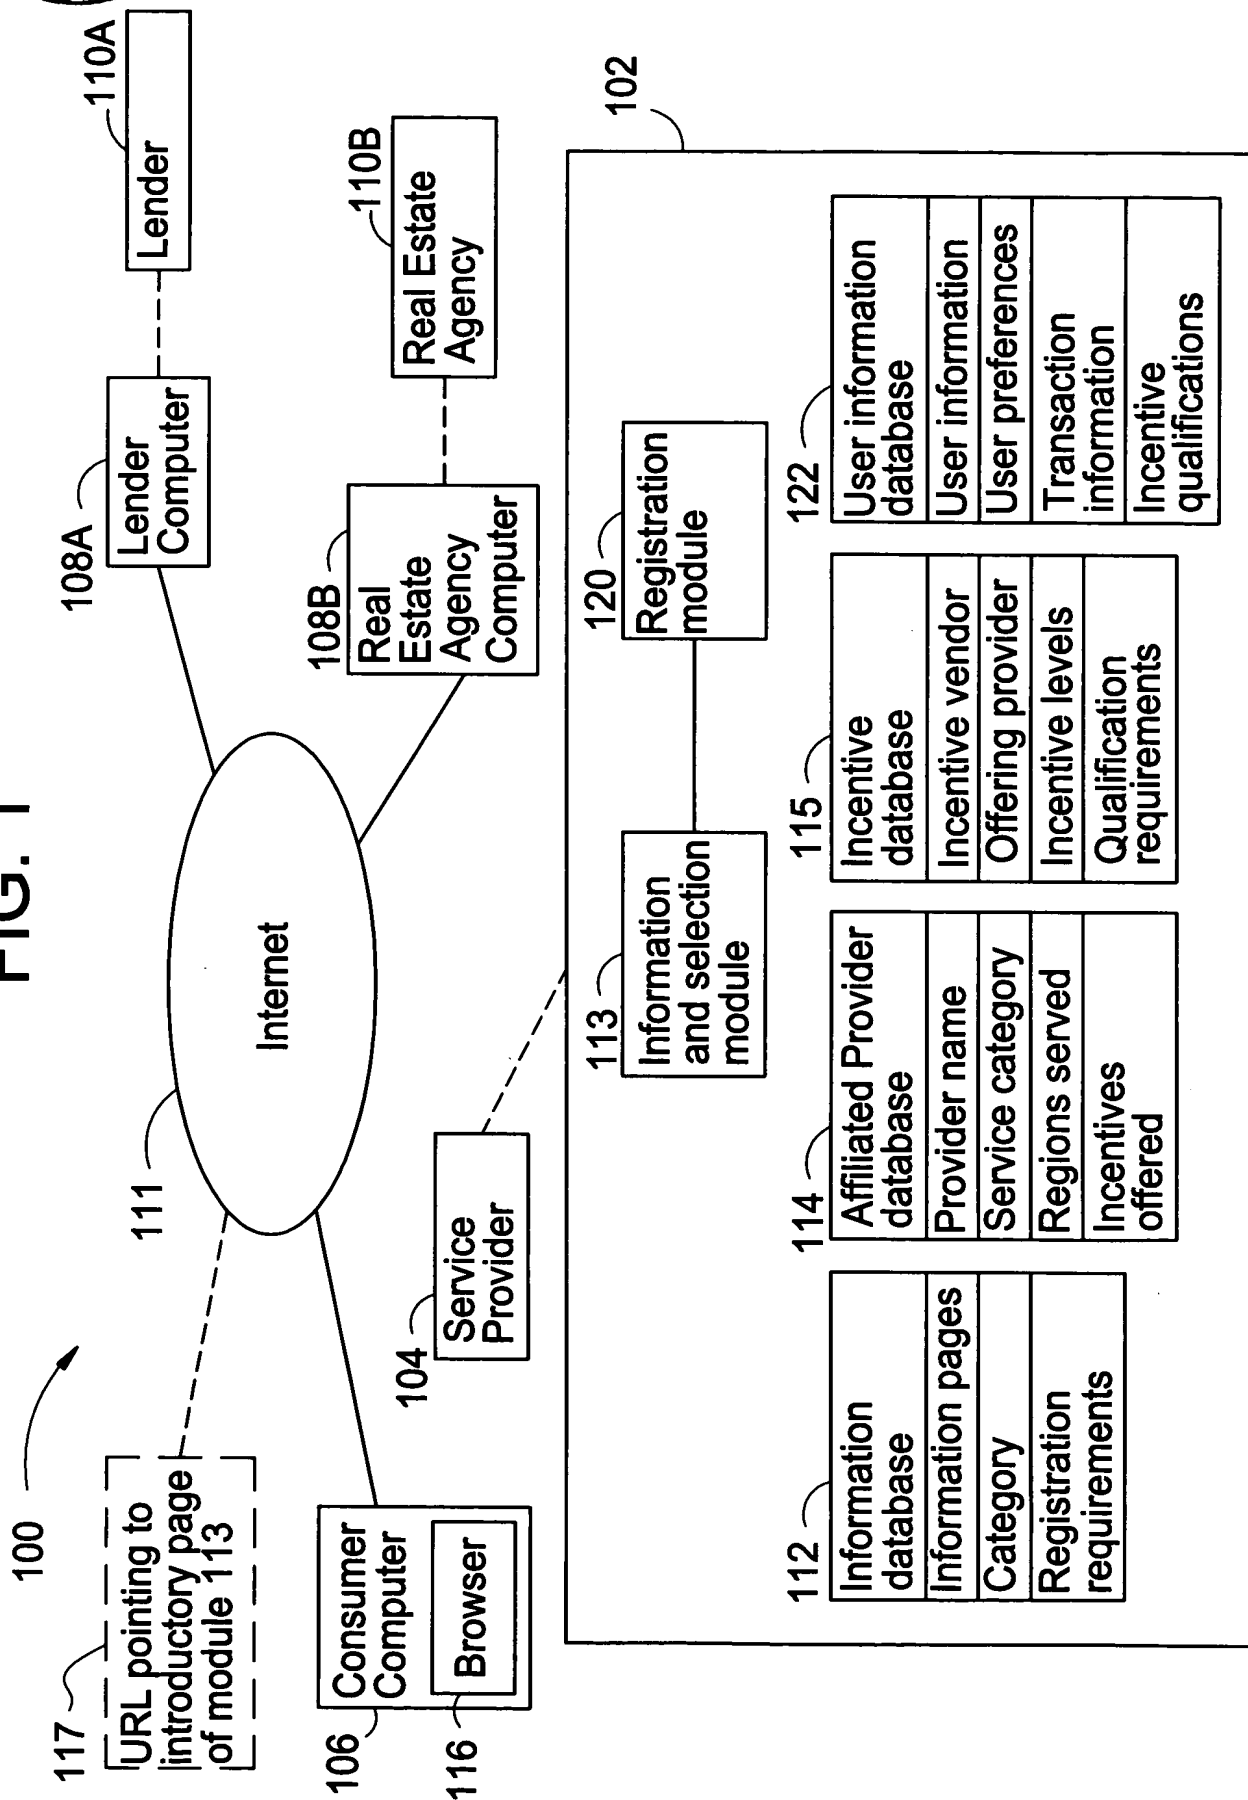 FIG. 1
100
117
URL pointing to
introductory page
of module 113
111
Internet
108A
Lender
Computer
110A
Lender
106
Consumer
Computer
116
Browser
104
Service
Provider
108B
Real
Estate
Agency
Computer
110B
Real Estate
Agency
102
113
Information
and selection
module
120
Registration
module
112
Information
database
Information pages
Category
Registration
requirements
114
Affiliated Provider
database
Provider name
Service category
Regions served
Incentives
offered
115
Incentive
database
Incentive vendor
Offering provider
Incentive levels
Qualification
requirements
122
User information
database
User information
User preferences
Transaction
information
Incentive
qualifications